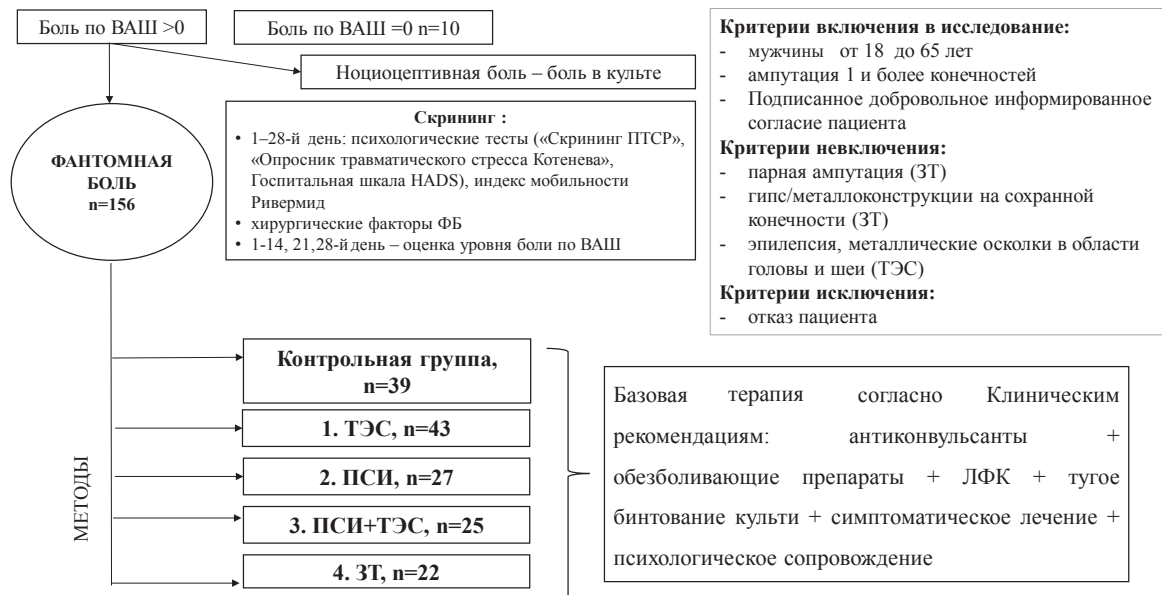 Боль по ВАШ >0
Боль по ВАШ =0 n=10
Ноциоцептивная боль – боль в культе
ФАНТОМНАЯ
БОЛЬ
n=156
Скрининг :
• 1–28-й день: психологические тесты («Скрининг ПТСР»,
«Опросник травматического стресса Котенева»,
Госпитальная шкала HADS), индекс мобильности
Ривермид
• хирургические факторы ФБ
• 1-14, 21,28-й день – оценка уровня боли по ВАШ
Критерии включения в исследование:
- мужчины от 18 до 65 лет
- ампутация 1 и более конечностей
- Подписанное добровольное информированное
согласие пациента
Критерии невключения:
- парная ампутация (ЗТ)
- гипс/металлоконструкции на сохранной
конечности (ЗТ)
- эпилепсия, металлические осколки в области
головы и шеи (ТЭС)
Критерии исключения:
- отказ пациента
МЕТОДЫ
Контрольная группа,
n=39
1. ТЭС, n=43
2. ПСИ, n=27
3. ПСИ+ТЭС, n=25
4. ЗТ, n=22
Базовая терапия согласно Клиническим
рекомендациям: антиконвульсанты +
обезболивающие препараты + ЛФК + тугое
бинтование культи + симптоматическое лечение +
психологическое сопровождение